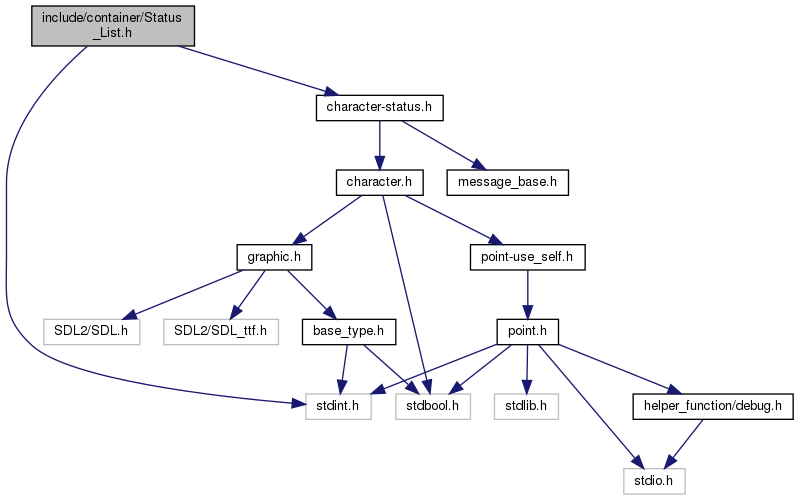 include/container/Status
_List.h
character-status.h
character.h
message_base.h
graphic.h
point-use_self.h
SDL2/SDL.h
SDL2/SDL_ttf.h
base_type.h
point.h
stdint.h
stdbool.h
stdlib.h
helper_function/debug.h
stdio.h